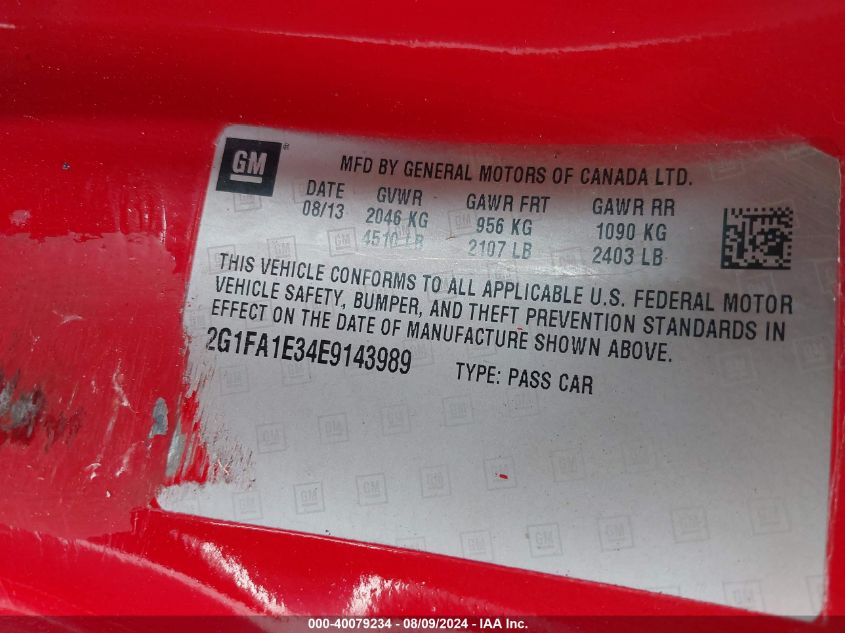 GM®
MFD BY GENERAL MOTORS OF CANADA LTD.
DATE GVWR GAWR FRT GAWR RR
08/13 2046 KG 956 KG 1090 KG
4510 LB 2107 LB 2403 LB
THIS VEHICLE CONFORMS TO ALL APPLICABLE U.S. FEDERAL MOTOR
VEHICLE SAFETY, BUMPER, AND THEFT PREVENTION STANDARDS IN
EFFECT ON THE DATE OF MANUFACTURE SHOWN ABOVE.
2G1FA1E34E9143989 TYPE: PASS CAR
000-40079234 - 08/09/2024 - IAA Inc.